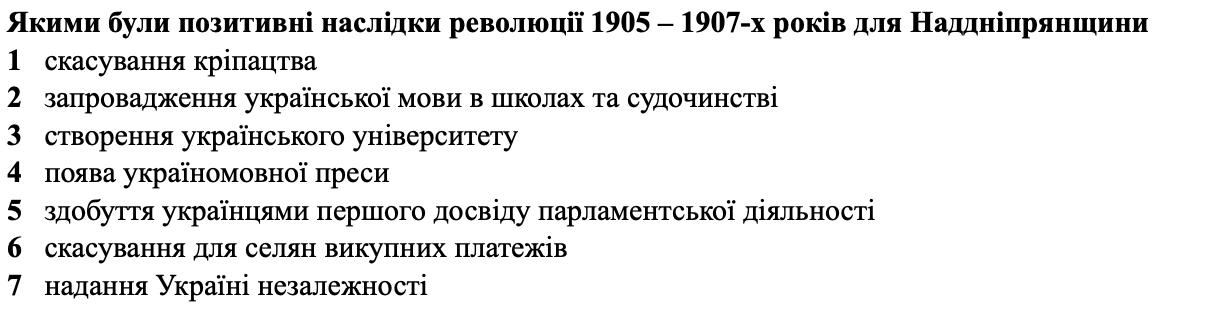 Якими були позитивні наслідки революції 1905 – 1907-х років для Наддніпрянщини
1 скасування кріпацтва
2 запровадження української мови в школах та судочинстві
3 створення українського університету
4 поява україномовної преси
5 здобуття українцями першого досвіду парламентської діяльності
6 скасування для селян викупних платежів
7 надання Україні незалежності